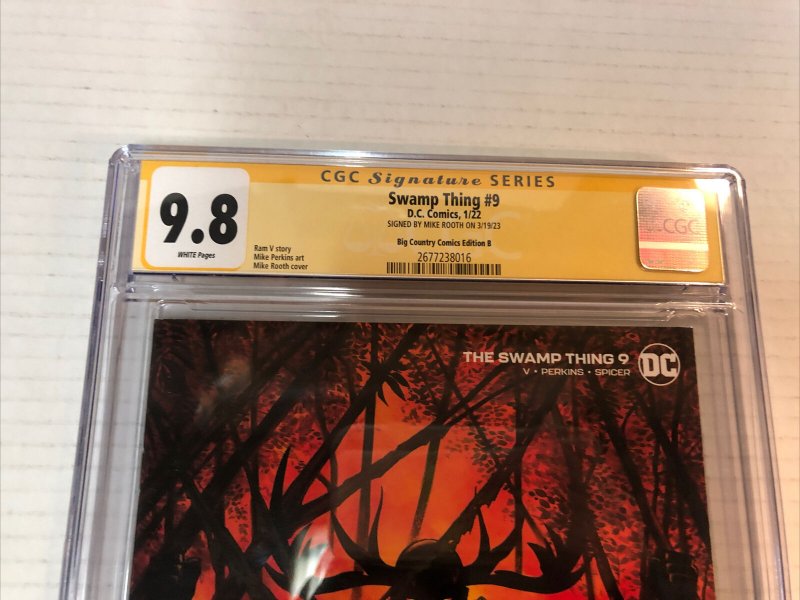 CGC Signature SERIES
9.8
WHITE Pages
Swamp Thing #9
D.C. Comics, 1/22
SIGNED BY MIKE ROOTH ON 3/19/23
Ram V story
Mike Perkins art
Mike Rooth cover
Big Country Comics Edition B
2677238016
CGC
THE SWAMP THING 9
V • PERKINS • SPICER
DC